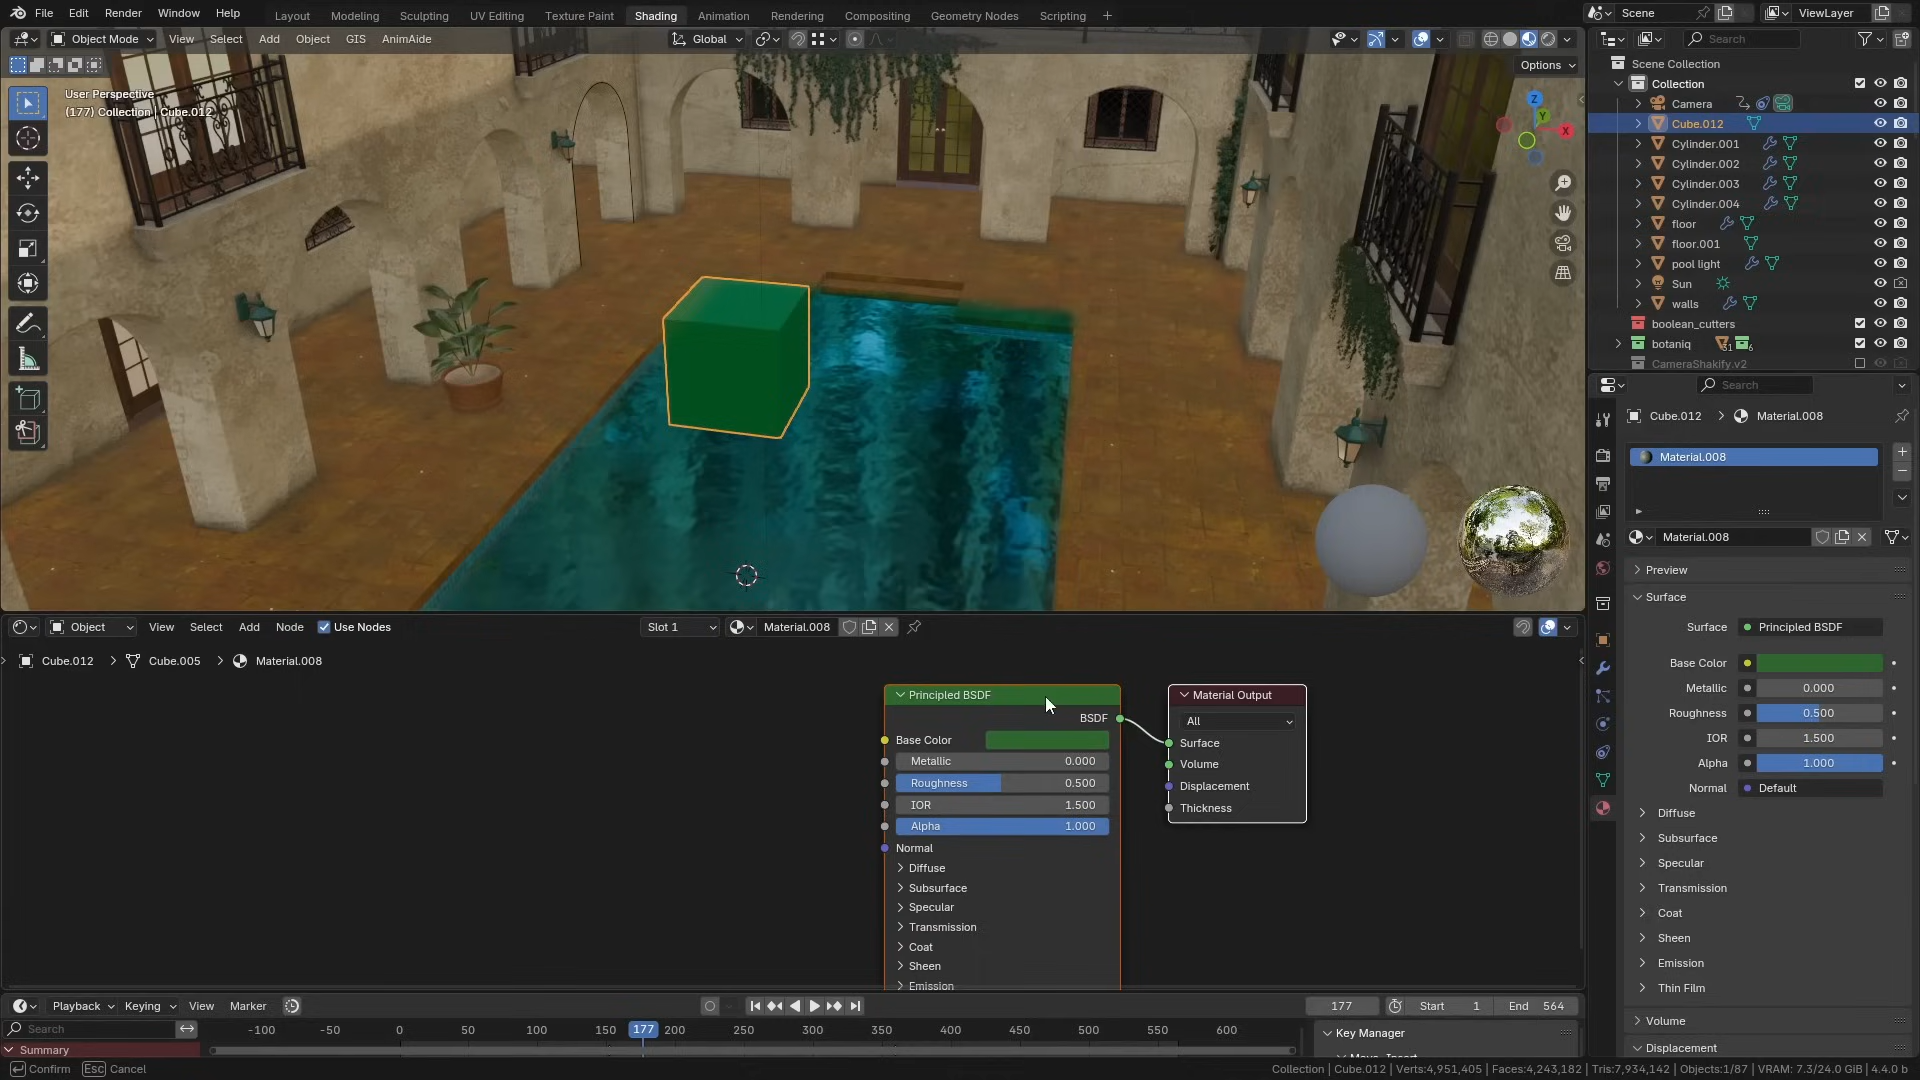 File Edit Render Window Help Layout Modeling Sculpting UV Editing Texture Paint Shading Animation Rendering Compositing Geometry Nodes Scripting + Scene ViewLayer
Object Mode View Select Add Object GIS AnimAide Global Search
Options
User Perspective
(177) Collection | Cube.012
Z
Y
X
Scene Collection
Collection
Camera
Cube.012
Cylinder.001
Cylinder.002
Cylinder.003
Cylinder.004
floor
floor.001
pool light
Sun
walls
boolean_cutters
botaniq 31 6
CameraShakify.v2
Search
Cube.012 > Material.008
Material.008
Material.008
Preview
Surface
Surface Principled BSDF
Base Color
Metallic 0.000
Roughness 0.500
IOR 1.500
Alpha 1.000
Normal Default
Diffuse
Subsurface
Specular
Transmission
Coat
Sheen
Emission
Thin Film
Volume
Displacement
Object View Select Add Node Use Nodes Slot 1 Material.008
Cube.012 > Cube.005 > Material.008
Principled BSDF
BSDF
Base Color
Metallic 0.000
Roughness 0.500
IOR 1.500
Alpha 1.000
Normal
Diffuse
Subsurface
Specular
Transmission
Coat
Sheen
Emission
Material Output
All
Surface
Volume
Displacement
Thickness
Playback Keying View Marker 177 Start 1 End 564
Search -100 -50 0 50 100 150 177 200 250 300 350 400 450 500 550 600 Key Manager
Summary
Confirm Esc Cancel Collection | Cube.012 | Verts:4,951,405 | Faces:4,243,182 | Tris:7,934,142 | Objects:1/87 | VRAM: 7.3/24.0 GiB | 4.4.0 b